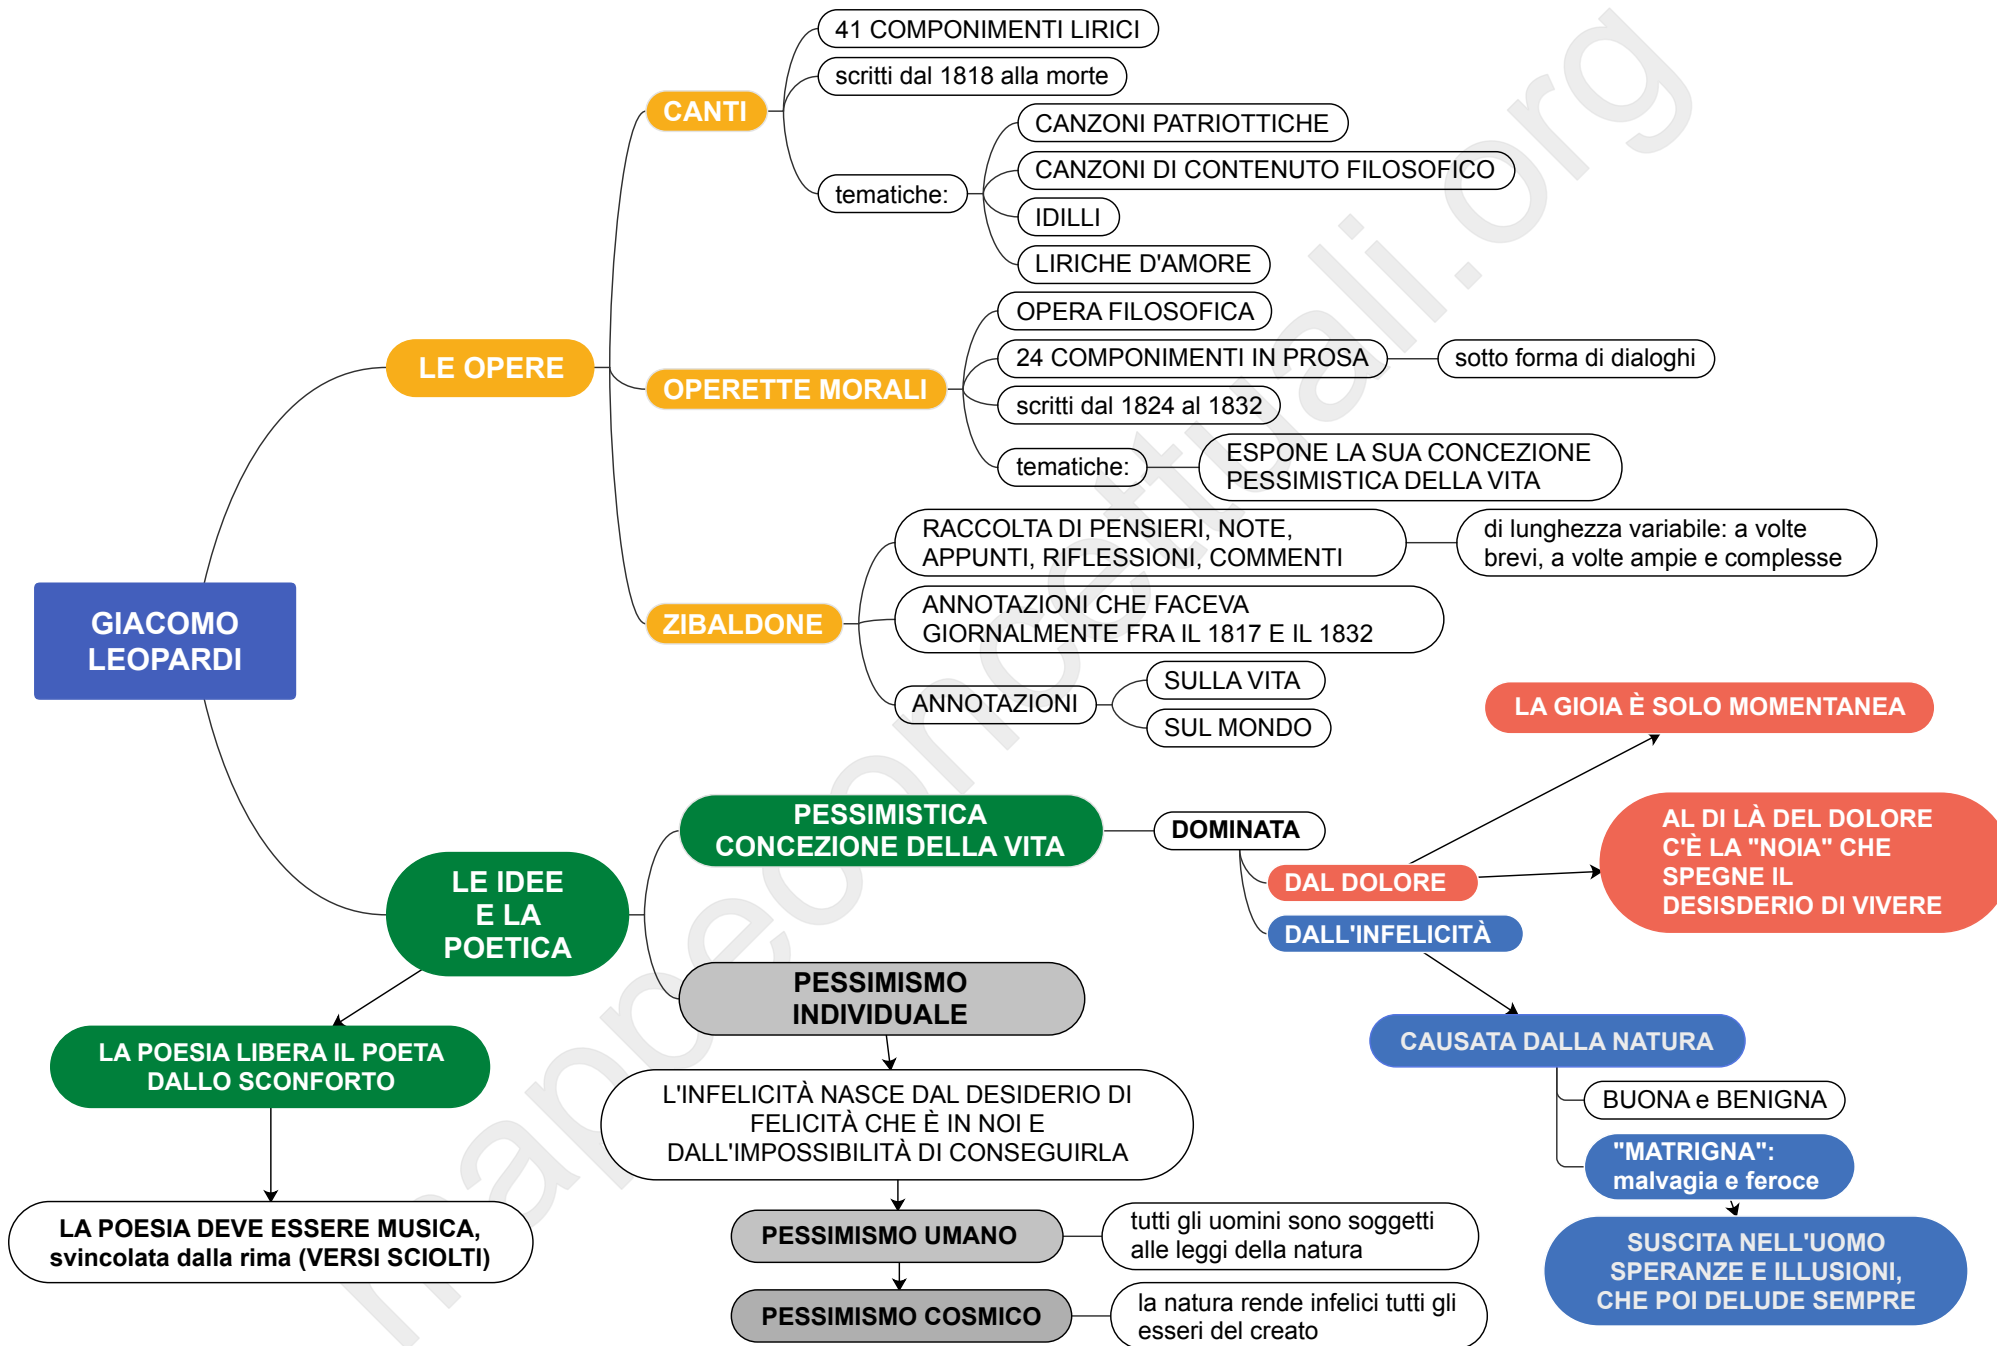 GIACOMO
LEOPARDI
LE OPERE
CANTI
41 COMPONIMENTI LIRICI
scritti dal 1818 alla morte
tematiche:
CANZONI PATRIOTTICHE
CANZONI DI CONTENUTO FILOSOFICO
IDILLI
LIRICHE D'AMORE
OPERETTE MORALI
OPERA FILOSOFICA
24 COMPONIMENTI IN PROSA
sotto forma di dialoghi
scritti dal 1824 al 1832
tematiche:
ESPONE LA SUA CONCEZIONE
PESSIMISTICA DELLA VITA
ZIBALDONE
RACCOLTA DI PENSIERI, NOTE,
APPUNTI, RIFLESSIONI, COMMENTI
di lunghezza variabile: a volte
brevi, a volte ampie e complesse
ANNOTAZIONI CHE FACEVA
GIORNALMENTE FRA IL 1817 E IL 1832
ANNOTAZIONI
SULLA VITA
SUL MONDO
LE IDEE
E LA
POETICA
PESSIMISTICA
CONCEZIONE DELLA VITA
DOMINATA
DAL DOLORE
LA GIOIA È SOLO MOMENTANEA
AL DI LÀ DEL DOLORE
C'È LA "NOIA" CHE
SPEGNE IL
DESISDERIO DI VIVERE
DALL'INFELICITÀ
CAUSATA DALLA NATURA
BUONA e BENIGNA
"MATRIGNA":
malvagia e feroce
SUSCITA NELL'UOMO
SPERANZE E ILLUSIONI,
CHE POI DELUDE SEMPRE
PESSIMISMO
INDIVIDUALE
L'INFELICITÀ NASCE DAL DESIDERIO DI
FELICITÀ CHE È IN NOI E
DALL'IMPOSSIBILITÀ DI CONSEGUIRLA
PESSIMISMO UMANO
tutti gli uomini sono soggetti
alle leggi della natura
PESSIMISMO COSMICO
la natura rende infelici tutti gli
esseri del creato
LA POESIA LIBERA IL POETA
DALLO SCONFORTO
LA POESIA DEVE ESSERE MUSICA,
svincolata dalla rima (VERSI SCIOLTI)
mapeconcettuali.org